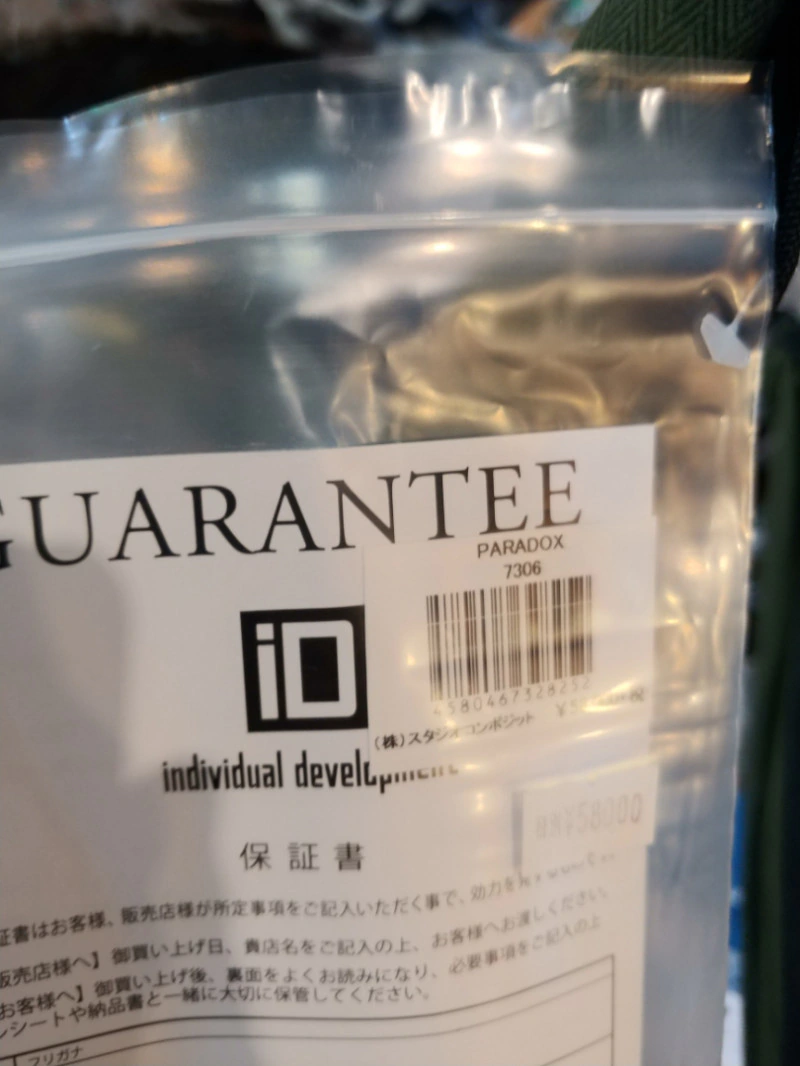 GUARANTEE
PARADOX
7306
iD
4580467328252
(株)スタジオコンポジット
individual development
¥58000
保証書
証書はお客様、販売店様が所定事項をご記入いただく事で、効力を
販売店様へ】御買い上げ日、貴店名をご記入の上、お客様へお渡しください。
お客様へ】御買い上げ後、裏面をよくお読みになり、必要事項をご記入の上
レシートや納品書と一緒に大切に保管してください。
フリガナ